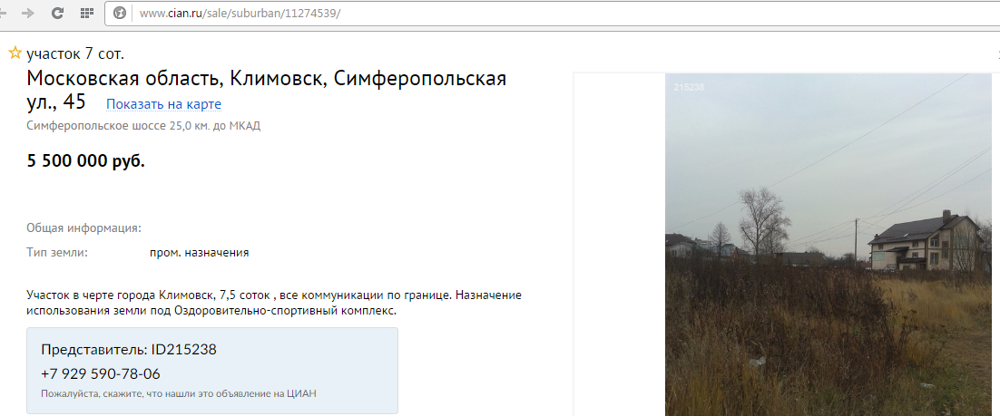 www.cian.ru/sale/suburban/11274539/
участок 7 сот.
Московская область, Климовск, Симферопольская
ул., 45 Показать на карте
Симферопольское шоссе 25,0 км. до МКАД
5 500 000 руб.
215238
Общая информация:
Тип земли: пром. назначения
Участок в черте города Климовск, 7,5 соток , все коммуникации по границе. Назначение
использования земли под Оздоровительно-спортивный комплекс.
Представитель: ID215238
+7 929 590-78-06
Пожалуйста, скажите, что нашли это объявление на ЦИАН